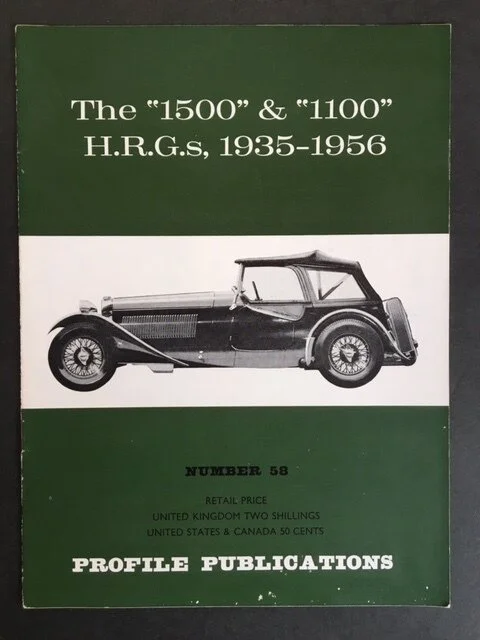 The “1500” & “1100”
H.R.G.s, 1935–1956
NUMBER 58
RETAIL PRICE
UNITED KINGDOM TWO SHILLINGS
UNITED STATES & CANADA 50 CENTS
PROFILE PUBLICATIONS